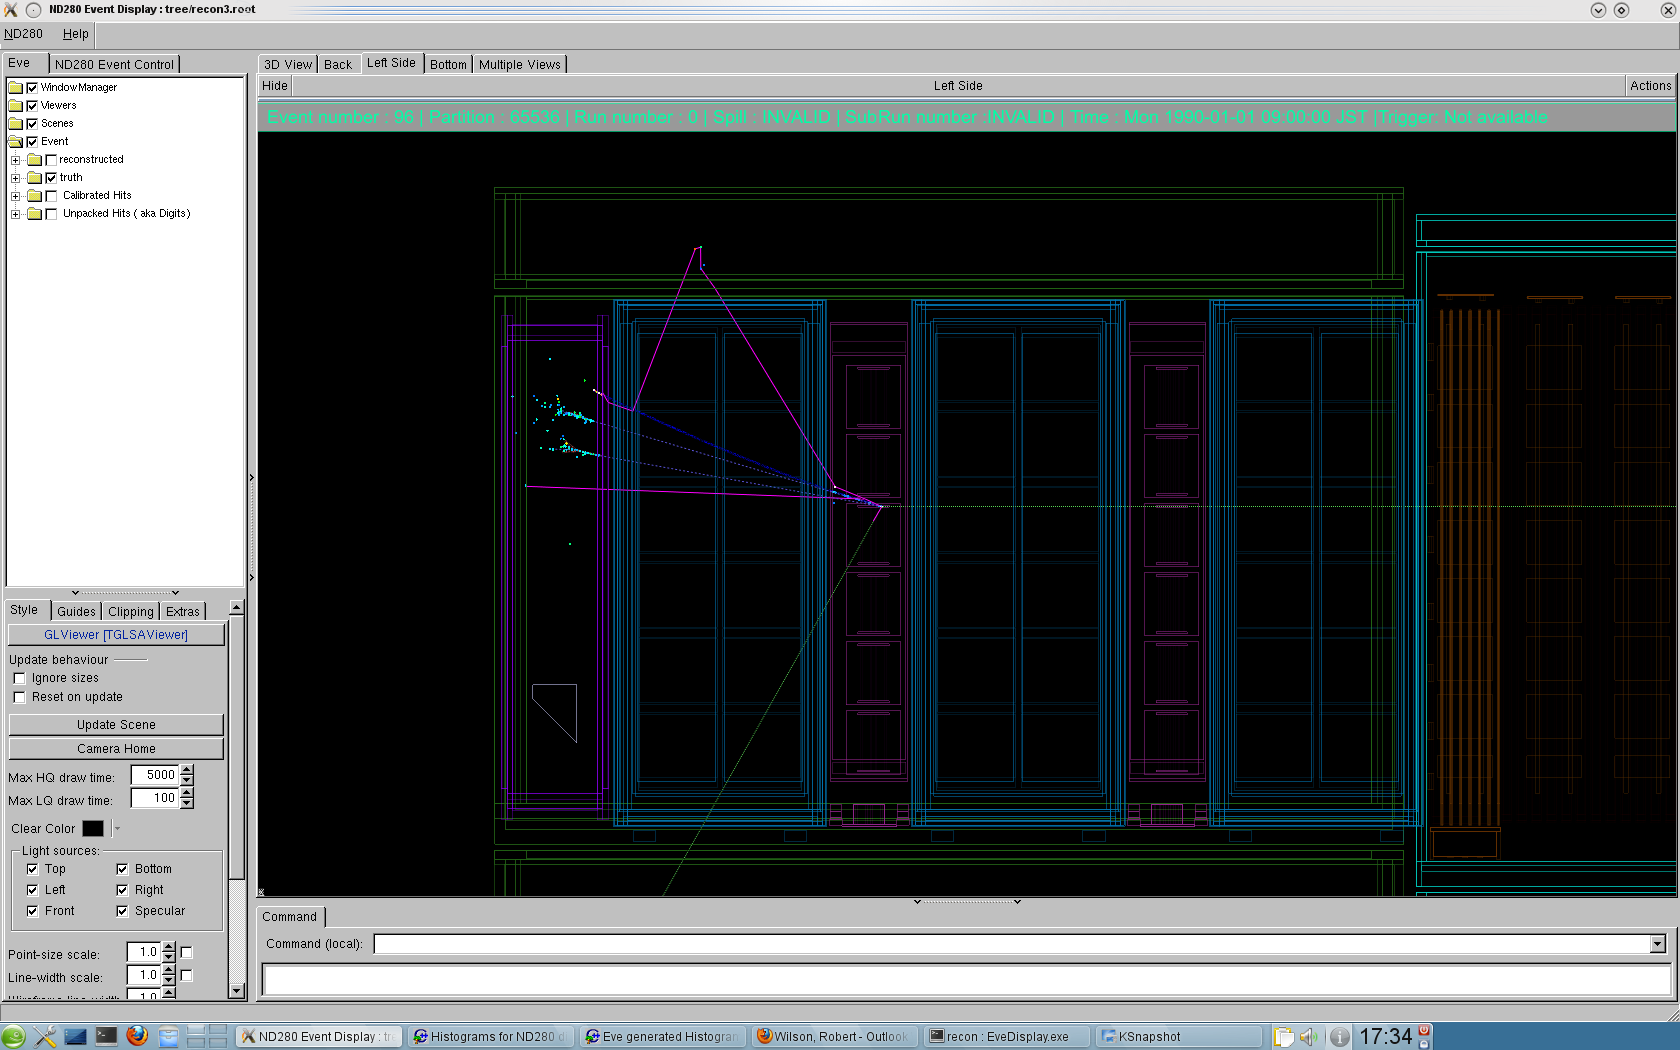 ND280 Event Display : tree/recon3.root
ND280 Help
Eve ND280 Event Control
3D View Back Left Side Bottom Multiple Views
Hide Left Side Actions
Event number : 96 | Partition : 65536 | Run number : 0 | Spill : INVALID | SubRun number :INVALID | Time : Mon 1990-01-01 09:00:00 JST |Trigger: Not available
WindowManager
Viewers
Scenes
Event
reconstructed
truth
Calibrated Hits
Unpacked Hits ( aka Digits)
Style Guides Clipping Extras
GLViewer [TGLSAViewer]
Update behaviour
Ignore sizes
Reset on update
Update Scene
Camera Home
Max HQ draw time: 5000
Max LQ draw time: 100
Clear Color
Light sources:
Top Bottom
Left Right
Front Specular
Point-size scale: 1.0
Line-width scale: 1.0
Wireframe line-width 1.0
Command
Command (local):
ND280 Event Display : tr
Histograms for ND280 d
Eve generated Histogran
Wilson, Robert - Outlook
recon : EveDisplay.exe
KSnapshot
17:34